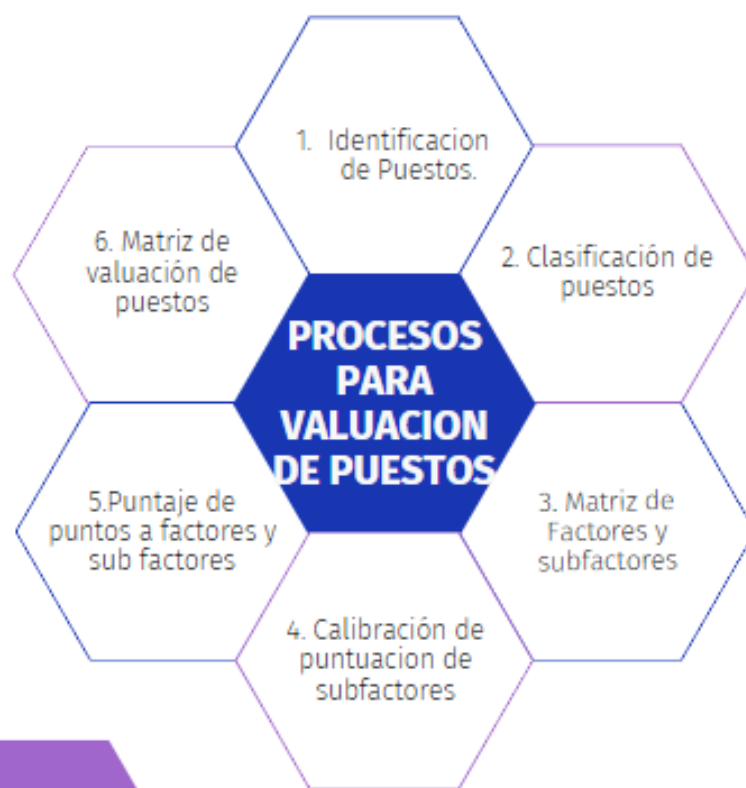 1. Identificacion
de Puestos.
2. Clasificación de
puestos
3. Matriz de
Factores y
subfactores
4. Calibración de
puntuacion de
subfactores
5.Puntaje de
puntos a factores y
sub factores
6. Matriz de
valuación de
puestos
PROCESOS
PARA
VALUACION
DE PUESTOS